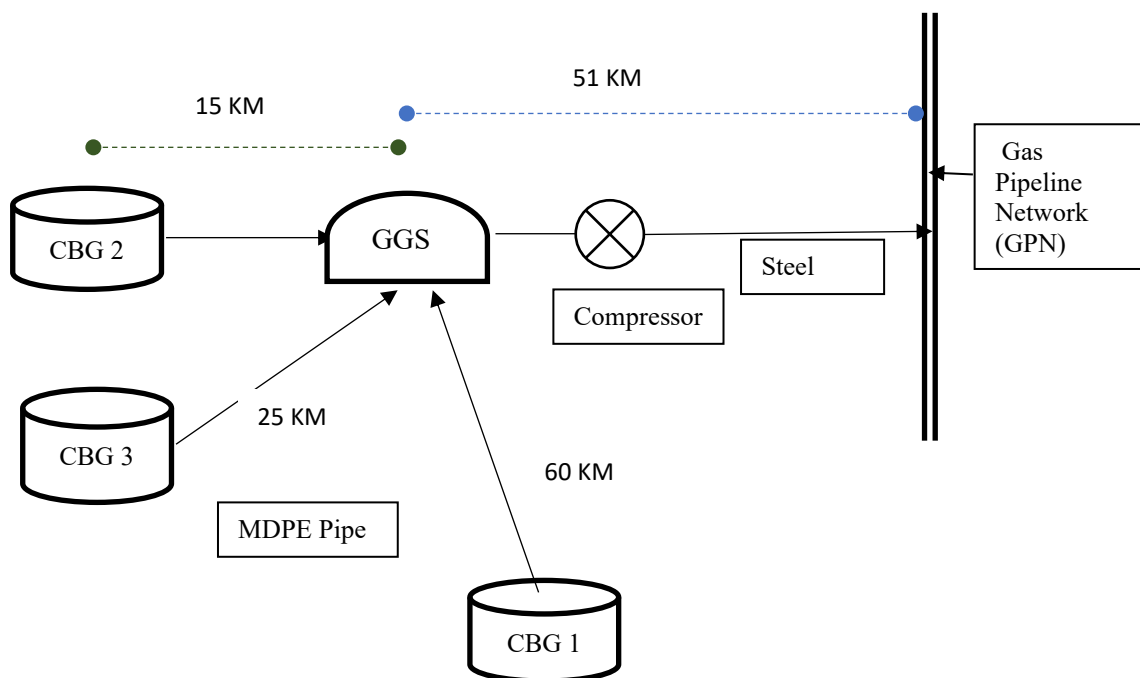 51 KM
15 KM
Gas
Pipeline
Network
(GPN)
CBG 2
GGS
Steel
Compressor
25 KM
CBG 3
60 KM
MDPE Pipe
CBG 1